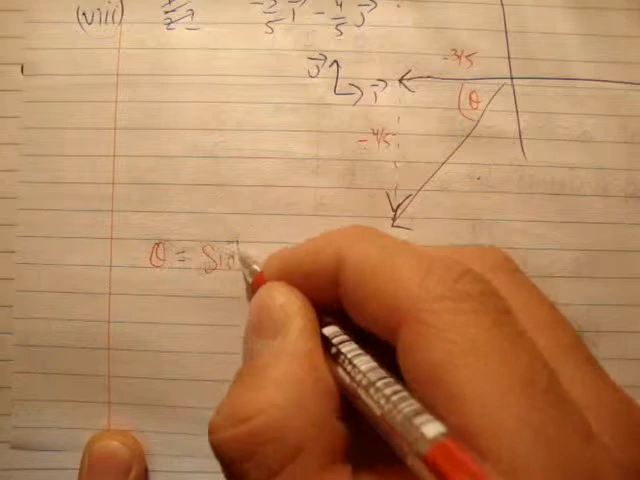 (viii) -3/5 i - 4/5 j
-3/5
j
i
θ
-4/5
θ = Sin